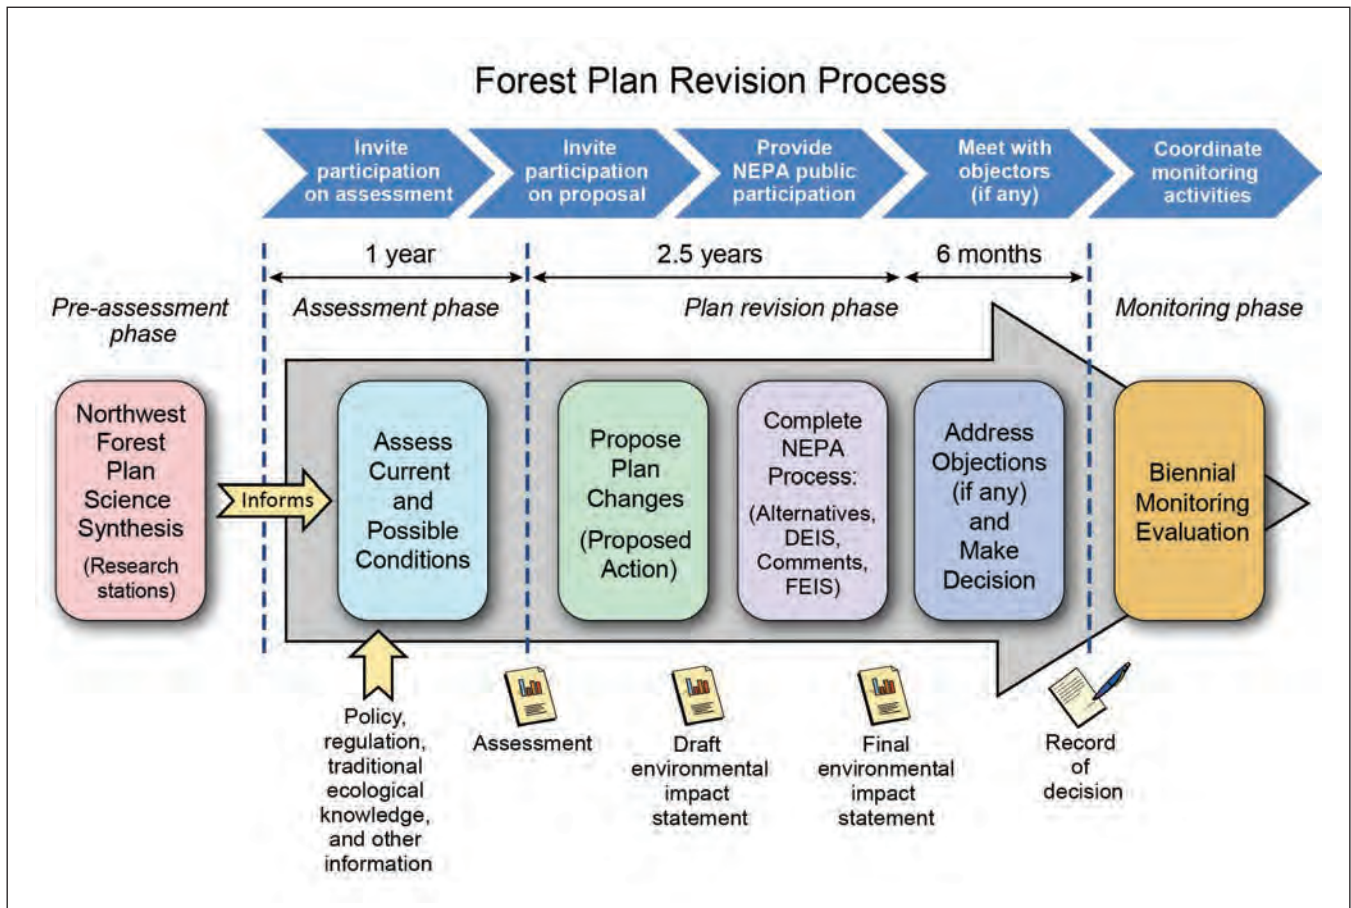 Forest Plan Revision Process
Invite
participation
on assessment
Invite
participation
on proposal
Provide
NEPA public
participation
Meet with
objectors
(if any)
Coordinate
monitoring
activities
1 year
2.5 years
6 months
Pre-assessment
phase
Assessment phase
Plan revision phase
Monitoring phase
Northwest
Forest
Plan
Science
Synthesis
(Research
stations)
Informs
Assess
Current
and
Possible
Conditions
Propose
Plan
Changes
(Proposed
Action)
Complete
NEPA
Process:
(Alternatives,
DEIS,
Comments,
FEIS)
Address
Objections
(if any)
and
Make
Decision
Biennial
Monitoring
Evaluation
Policy,
regulation,
traditional
ecological
knowledge,
and other
information
Assessment
Draft
environmental
impact
statement
Final
environmental
impact
statement
Record
of
decision